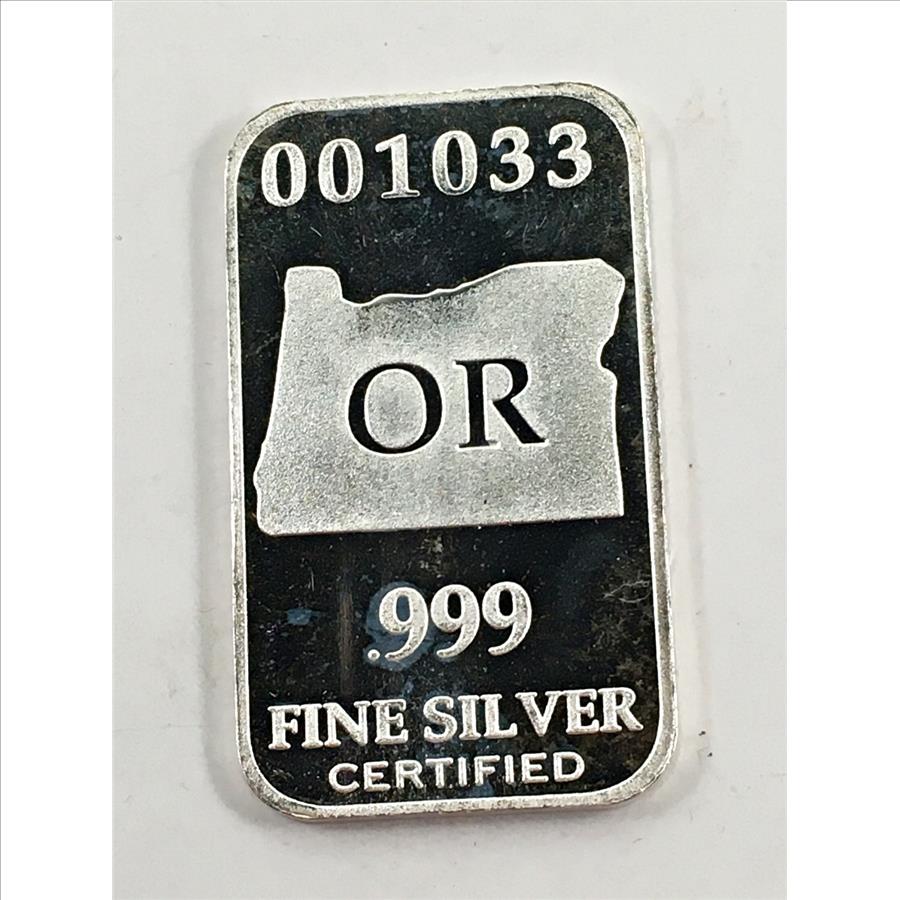 001033
OR
.999
FINE SILVER
CERTIFIED